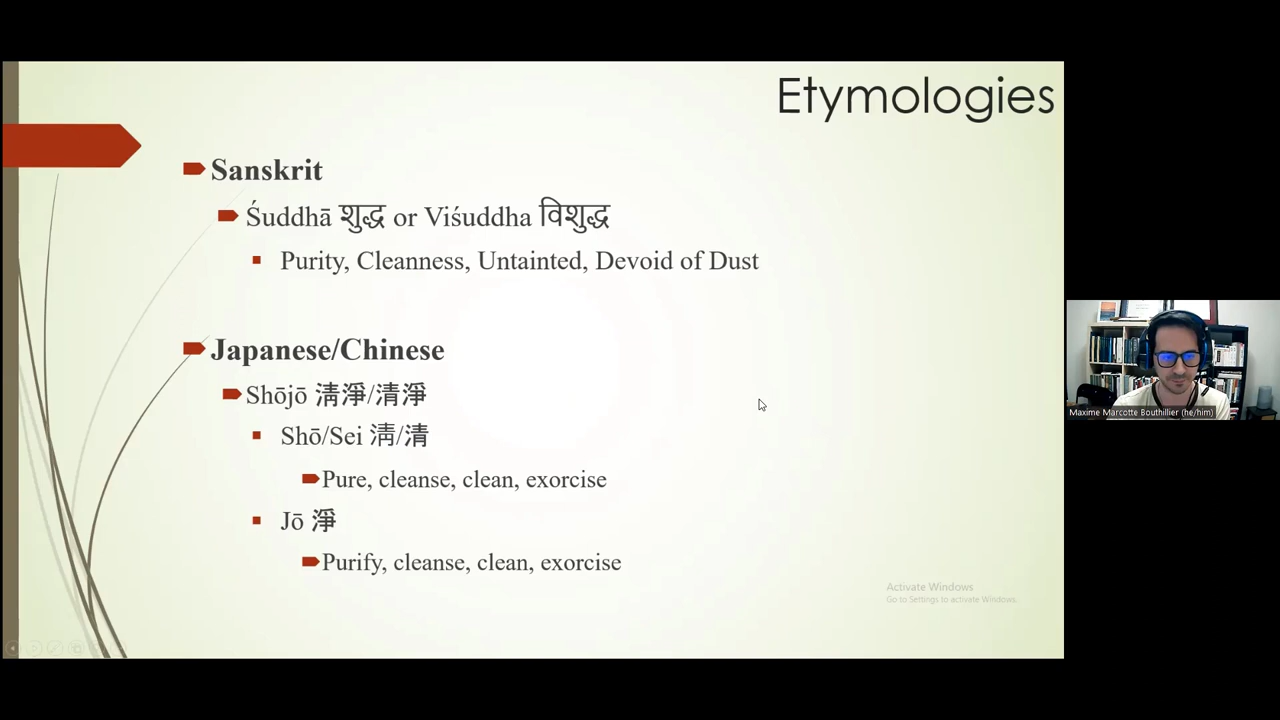 Etymologies
Sanskrit
Śuddhā शुद्ध or Viśuddha विशुद्ध
Purity, Cleanness, Untainted, Devoid of Dust
Japanese/Chinese
Shōjō 淸淨/清淨
Shō/Sei 淸/清
Pure, cleanse, clean, exorcise
Jō 淨
Purify, cleanse, clean, exorcise
Activate Windows
Go to Settings to activate Windows.
Maxime Marcotte Bouthillier (he/him)